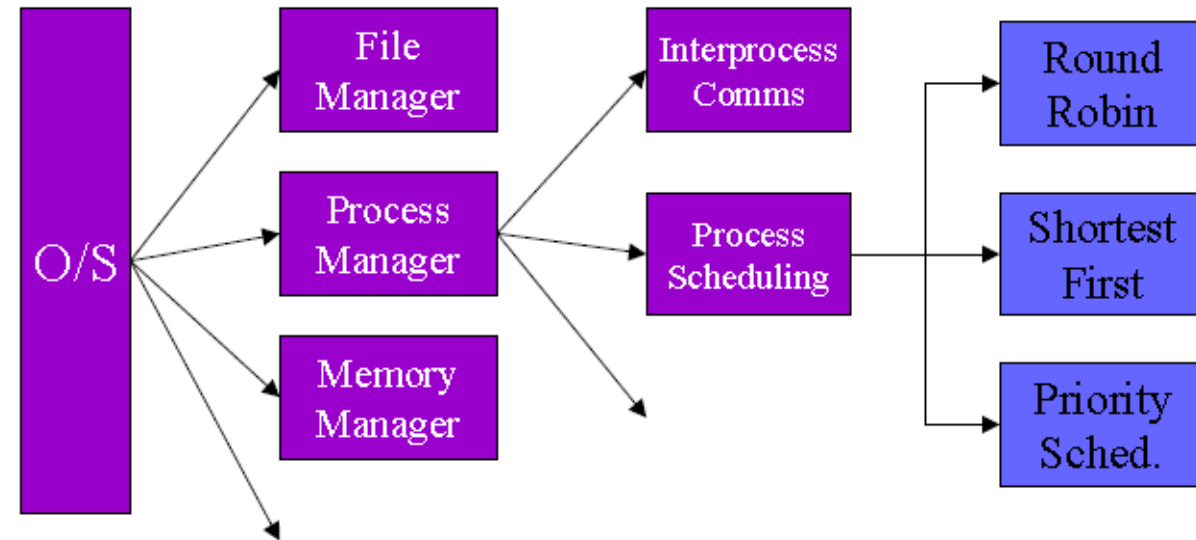 O/S
File
Manager
Process
Manager
Memory
Manager
Interprocess
Comms
Process
Scheduling
Round
Robin
Shortest
First
Priority
Sched.